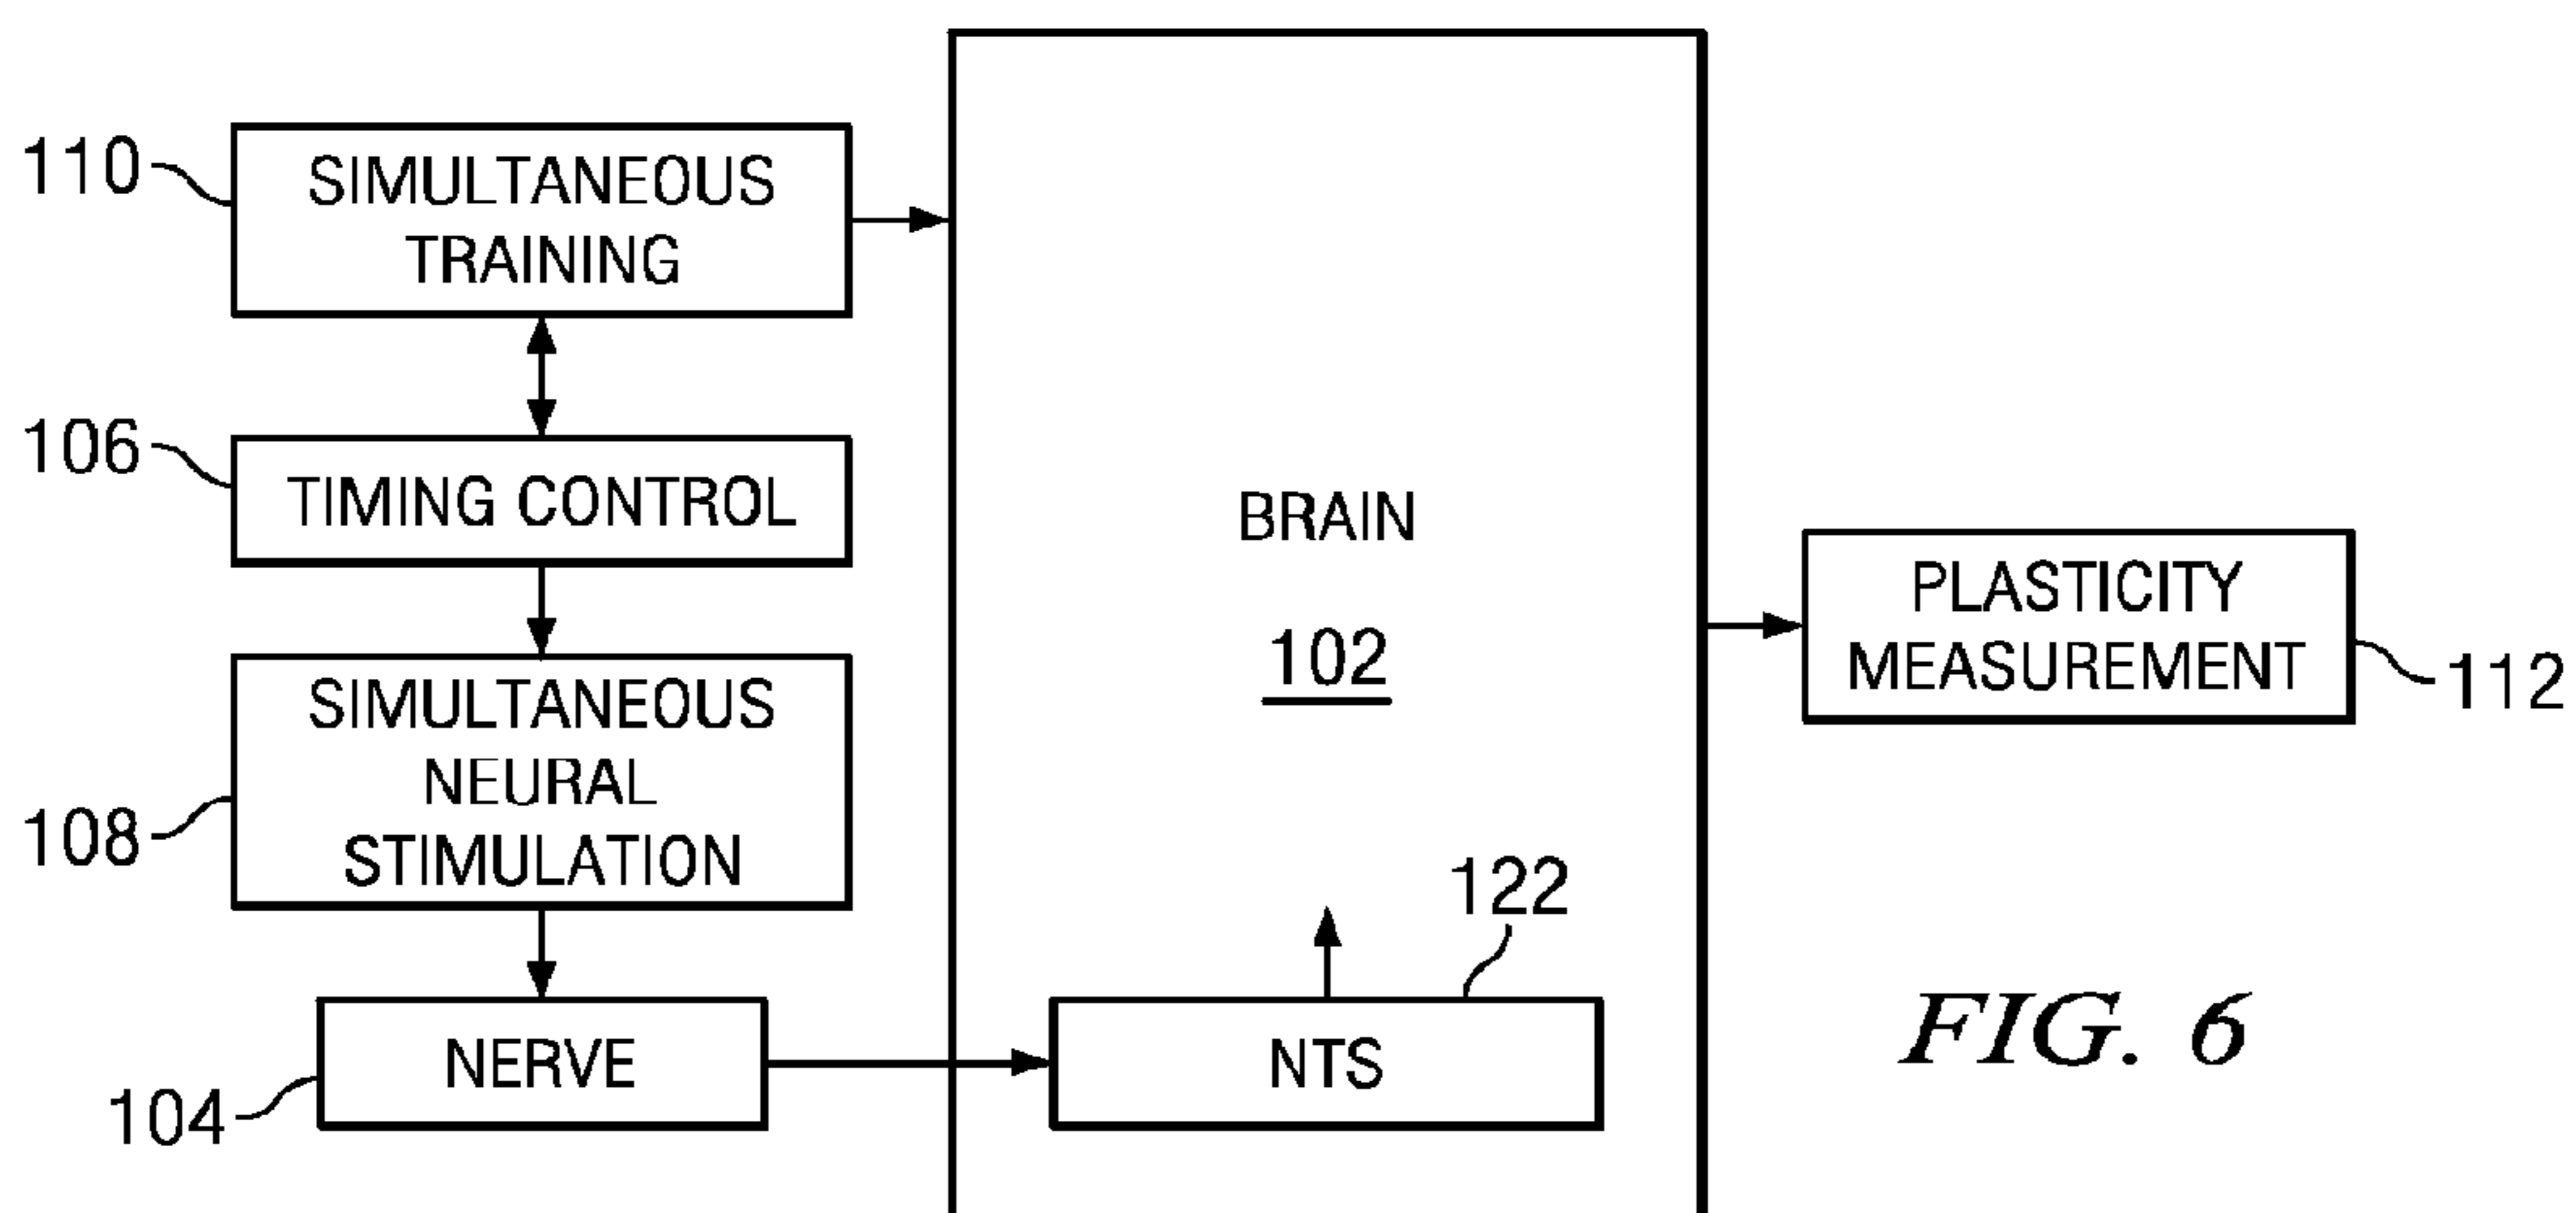 110
SIMULTANEOUS
TRAINING
106
TIMING CONTROL
BRAIN
102
PLASTICITY
MEASUREMENT
112
108
SIMULTANEOUS
NEURAL
STIMULATION
122
104
NERVE
NTS
FIG. 6